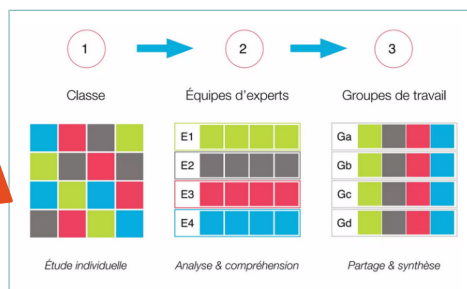 1
2
3
Classe
Équipes d'experts
Groupes de travail
E1
E2
E3
E4
Ga
Gb
Gc
Gd
Étude individuelle
Analyse & compréhension
Partage & synthèse